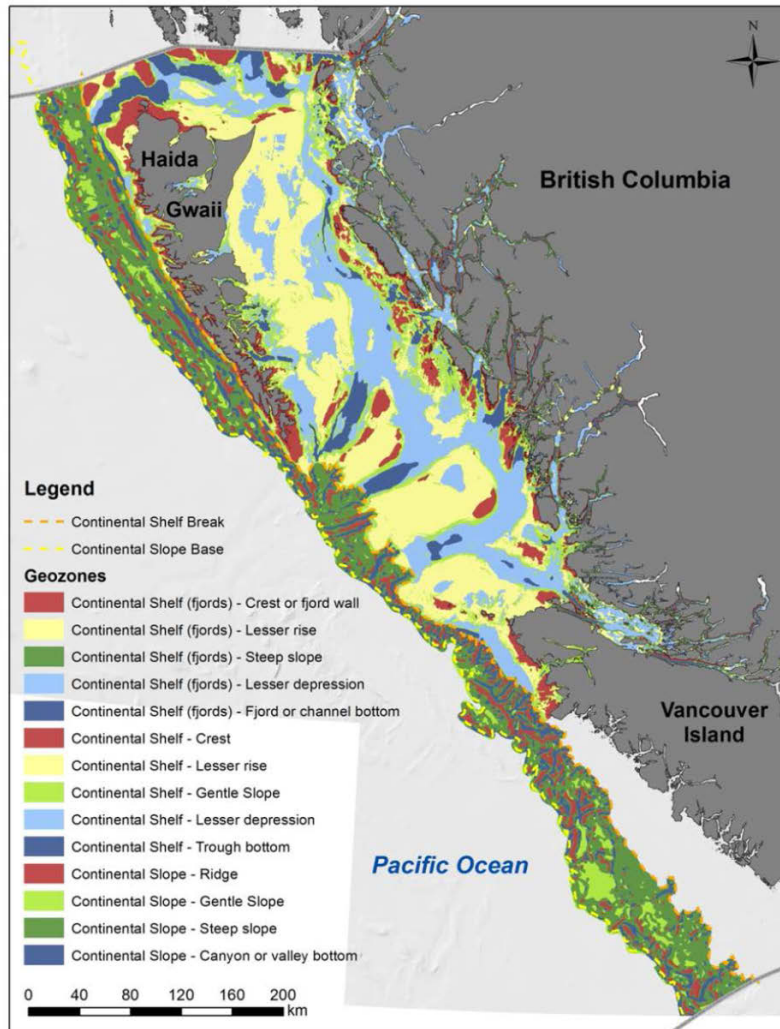 N
Haida
Gwaii
British Columbia
Legend
Continental Shelf Break
Continental Slope Base
Geozones
Continental Shelf (fjords) - Crest or fjord wall
Continental Shelf (fjords) - Lesser rise
Continental Shelf (fjords) - Steep slope
Continental Shelf (fjords) - Lesser depression
Continental Shelf (fjords) - Fjord or channel bottom
Continental Shelf - Crest
Continental Shelf - Lesser rise
Continental Shelf - Gentle Slope
Continental Shelf - Lesser depression
Continental Shelf - Trough bottom
Continental Slope - Ridge
Continental Slope - Gentle Slope
Continental Slope - Steep slope
Continental Slope - Canyon or valley bottom
Vancouver
Island
Pacific Ocean
0 40 80 120 160 200
km